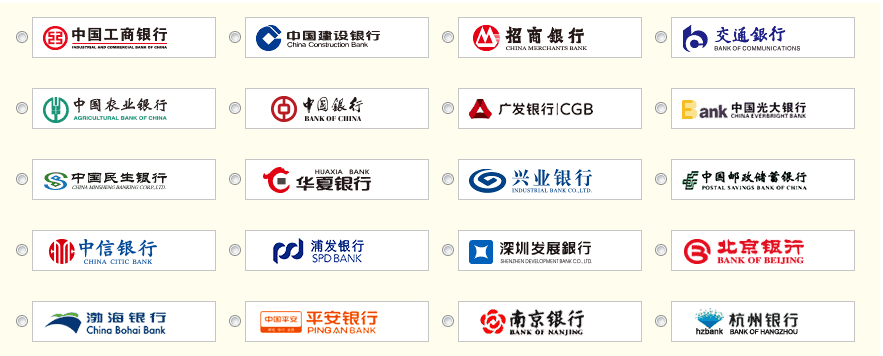 中国工商银行
INDUSTRIAL AND COMMERCIAL BANK OF CHINA
中国建设银行
China Construction Bank
招商銀行
CHINA MERCHANTS BANK
交通銀行
BANK OF COMMUNICATIONS
中国农业银行
AGRICULTURAL BANK OF CHINA
中国銀行
BANK OF CHINA
广发银行|CGB
Bank 中国光大银行
CHINA EVERBRIGHT BANK
中国民生银行
CHINA MINSHENG BANKING CORP.,LTD.
HUAXIA BANK
华夏银行
兴业银行
INDUSTRIAL BANK CO.,LTD.
中国邮政储蓄银行
POSTAL SAVINGS BANK OF CHINA
中信银行
CHINA CITIC BANK
浦发银行
SPD BANK
深圳发展銀行
SHENZHEN DEVELOPMENT BANK CO., LTD.
北京银行
BANK OF BEIJING
渤海银行
China Bohai Bank
中国平安
平安银行
PING AN BANK
南京银行
BANK OF NANJING
hzbank
杭州银行
BANK OF HANGZHOU